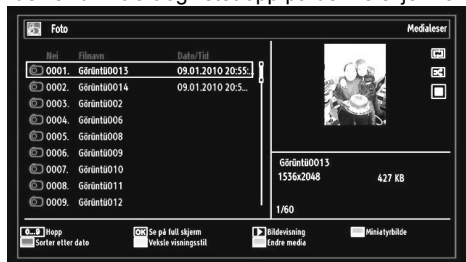 Foto
Medialeser
Nei Filnavn Dato/Tid
0001. Görüntü0013 09.01.2010 20:55:..
0002. Görüntü0014 09.01.2010 20:5...
0003. Görüntü002
0004. Görüntü006
0005. Görüntü008
0006. Görüntü009
0007. Görüntü010
0008. Görüntü011
0009. Görüntü012
Görüntü0013
1536x2048 427 KB
1/60
0...9 Hopp
OK Se på full skjerm
Bildevisning
Miniatyrbilde
Sorter etter dato
Veksle visningsstil
Endre media